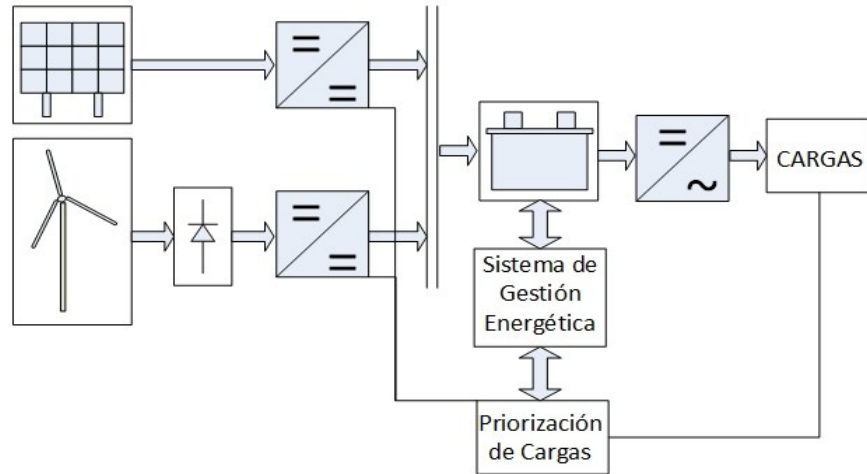 CARGAS
Sistema de
Gestión
Energética
Priorización
de Cargas